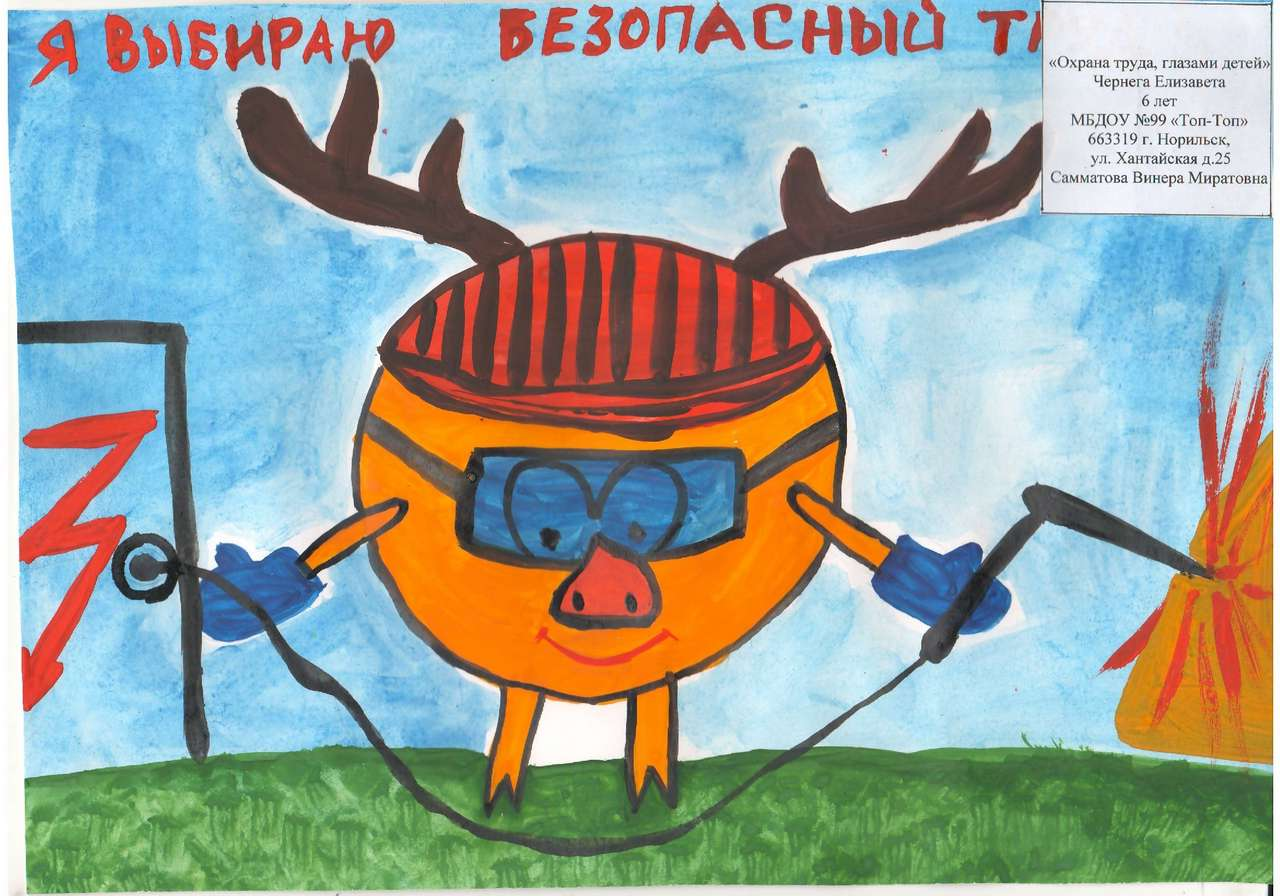 Я ВЫБИРАЮ БЕЗОПАСНЫЙ
«Охрана труда, глазами детей»
Чернега Елизавета
6 лет
МБДОУ №99 «Топ-Топ»
663319 г. Норильск,
ул. Хантайская д.25
Самматова Винера Миратовна